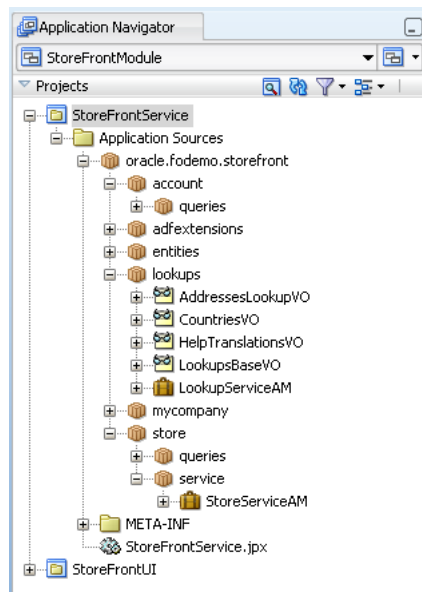 Application Navigator
StoreFrontModule
Projects
StoreFrontService
Application Sources
oracle.fodemo.storefront
account
queries
adfextensions
entities
lookups
AddressesLookupVO
CountriesVO
HelpTranslationsVO
LookupsBaseVO
LookupServiceAM
mycompany
store
queries
service
StoreServiceAM
META-INF
StoreFrontService.jpx
StoreFrontUI